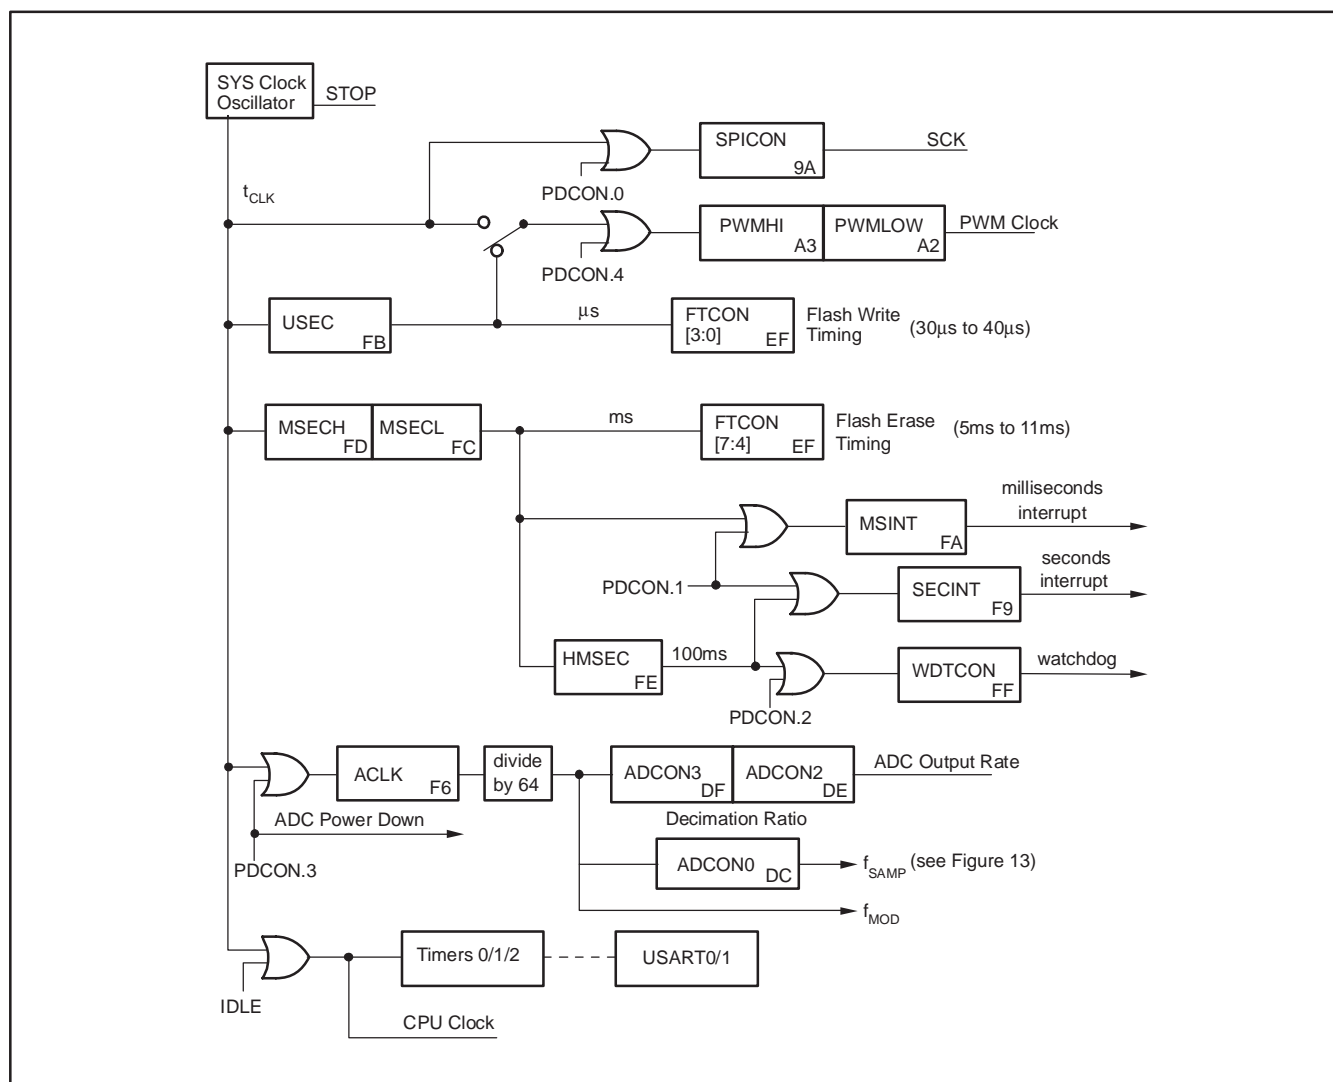 SYS Clock
Oscillator
STOP
SPICON
9A
SCK
PDCON.0
tCLK
PWMHI
A3
PWMLOW
A2
PWM Clock
PDCON.4
USEC
FB
μs
FTCON
[3:0]
EF
Flash Write
Timing
(30μs to 40μs)
MSECH
FD
MSECL
FC
ms
FTCON
[7:4]
EF
Flash Erase
Timing
(5ms to 11ms)
milliseconds
interrupt
MSINT
FA
PDCON.1
seconds
interrupt
SECINT
F9
HMSEC
FE
100ms
WDTCON
FF
watchdog
PDCON.2
ACLK
F6
divide
by 64
ADCON3
DF
ADCON2
DE
ADC Output Rate
Decimation Ratio
ADC Power Down
PDCON.3
ADCON0
DC
fSAMP (see Figure 13)
fMOD
Timers 0/1/2
USART0/1
IDLE
CPU Clock